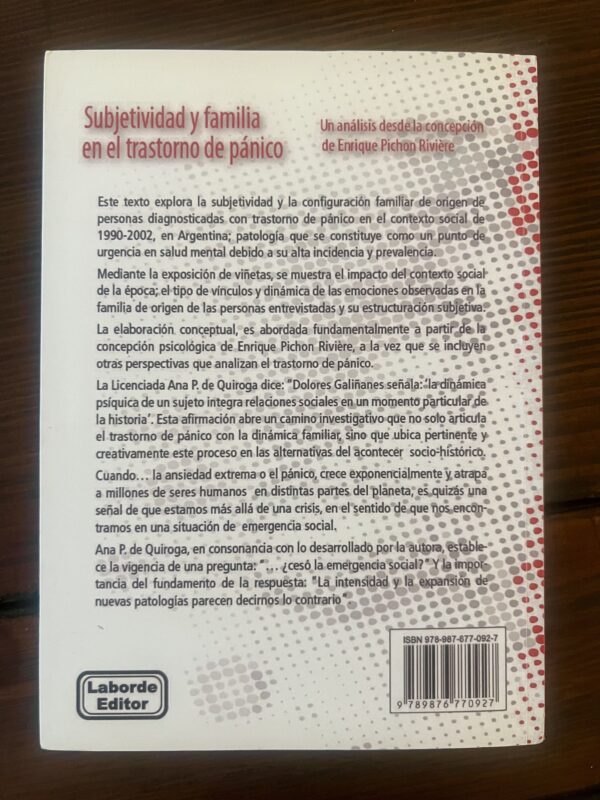 Subjetividad y familia
en el trastorno de pánico
Un análisis desde la concepción
de Enrique Pichon Rivière
Este texto explora la subjetividad y la configuración familiar de origen de
personas diagnosticadas con trastorno de pánico en el contexto social de
1990-2002, en Argentina; patología que se constituye como un punto de
urgencia en salud mental debido a su alta incidencia y prevalencia.
Mediante la exposición de viñetas, se muestra el impacto del contexto social
de la época; el tipo de vínculos y dinámica de las emociones observadas en la
familia de origen de las personas entrevistadas y su estructuración subjetiva.
La elaboración conceptual, es abordada fundamentalmente a partir de la
concepción psicológica de Enrique Pichon Rivière, a la vez que se incluyen
otras perspectivas que analizan el trastorno de pánico.
La Licenciada Ana P. de Quiroga dice: "Dolores Galiñanes señala: 'la dinámica
psíquica de un sujeto integra relaciones sociales en un momento particular de
la historia'. Esta afirmación abre un camino investigativo que no solo articula
el trastorno de pánico con la dinámica familiar, sino que ubica pertinente y
creativamente este proceso en las alternativas del acontecer socio-histórico.
Cuando... la ansiedad extrema o el pánico, crece exponencialmente y atrapa
a millones de seres humanos en distintas partes del planeta, es quizás una
señal de que estamos más allá de una crisis, en el sentido de que nos encon-
tramos en una situación de emergencia social.
Ana P. de Quiroga, en consonancia con lo desarrollado por la autora, estable-
ce la vigencia de una pregunta: "... ¿cesó la emergencia social?" Y la impor-
tancia del fundamento de la respuesta: "La intensidad y la expansión de
nuevas patologías parecen decirnos lo contrario".
ISBN 978-987-677-092-7
9 789876 770927
Laborde
Editor